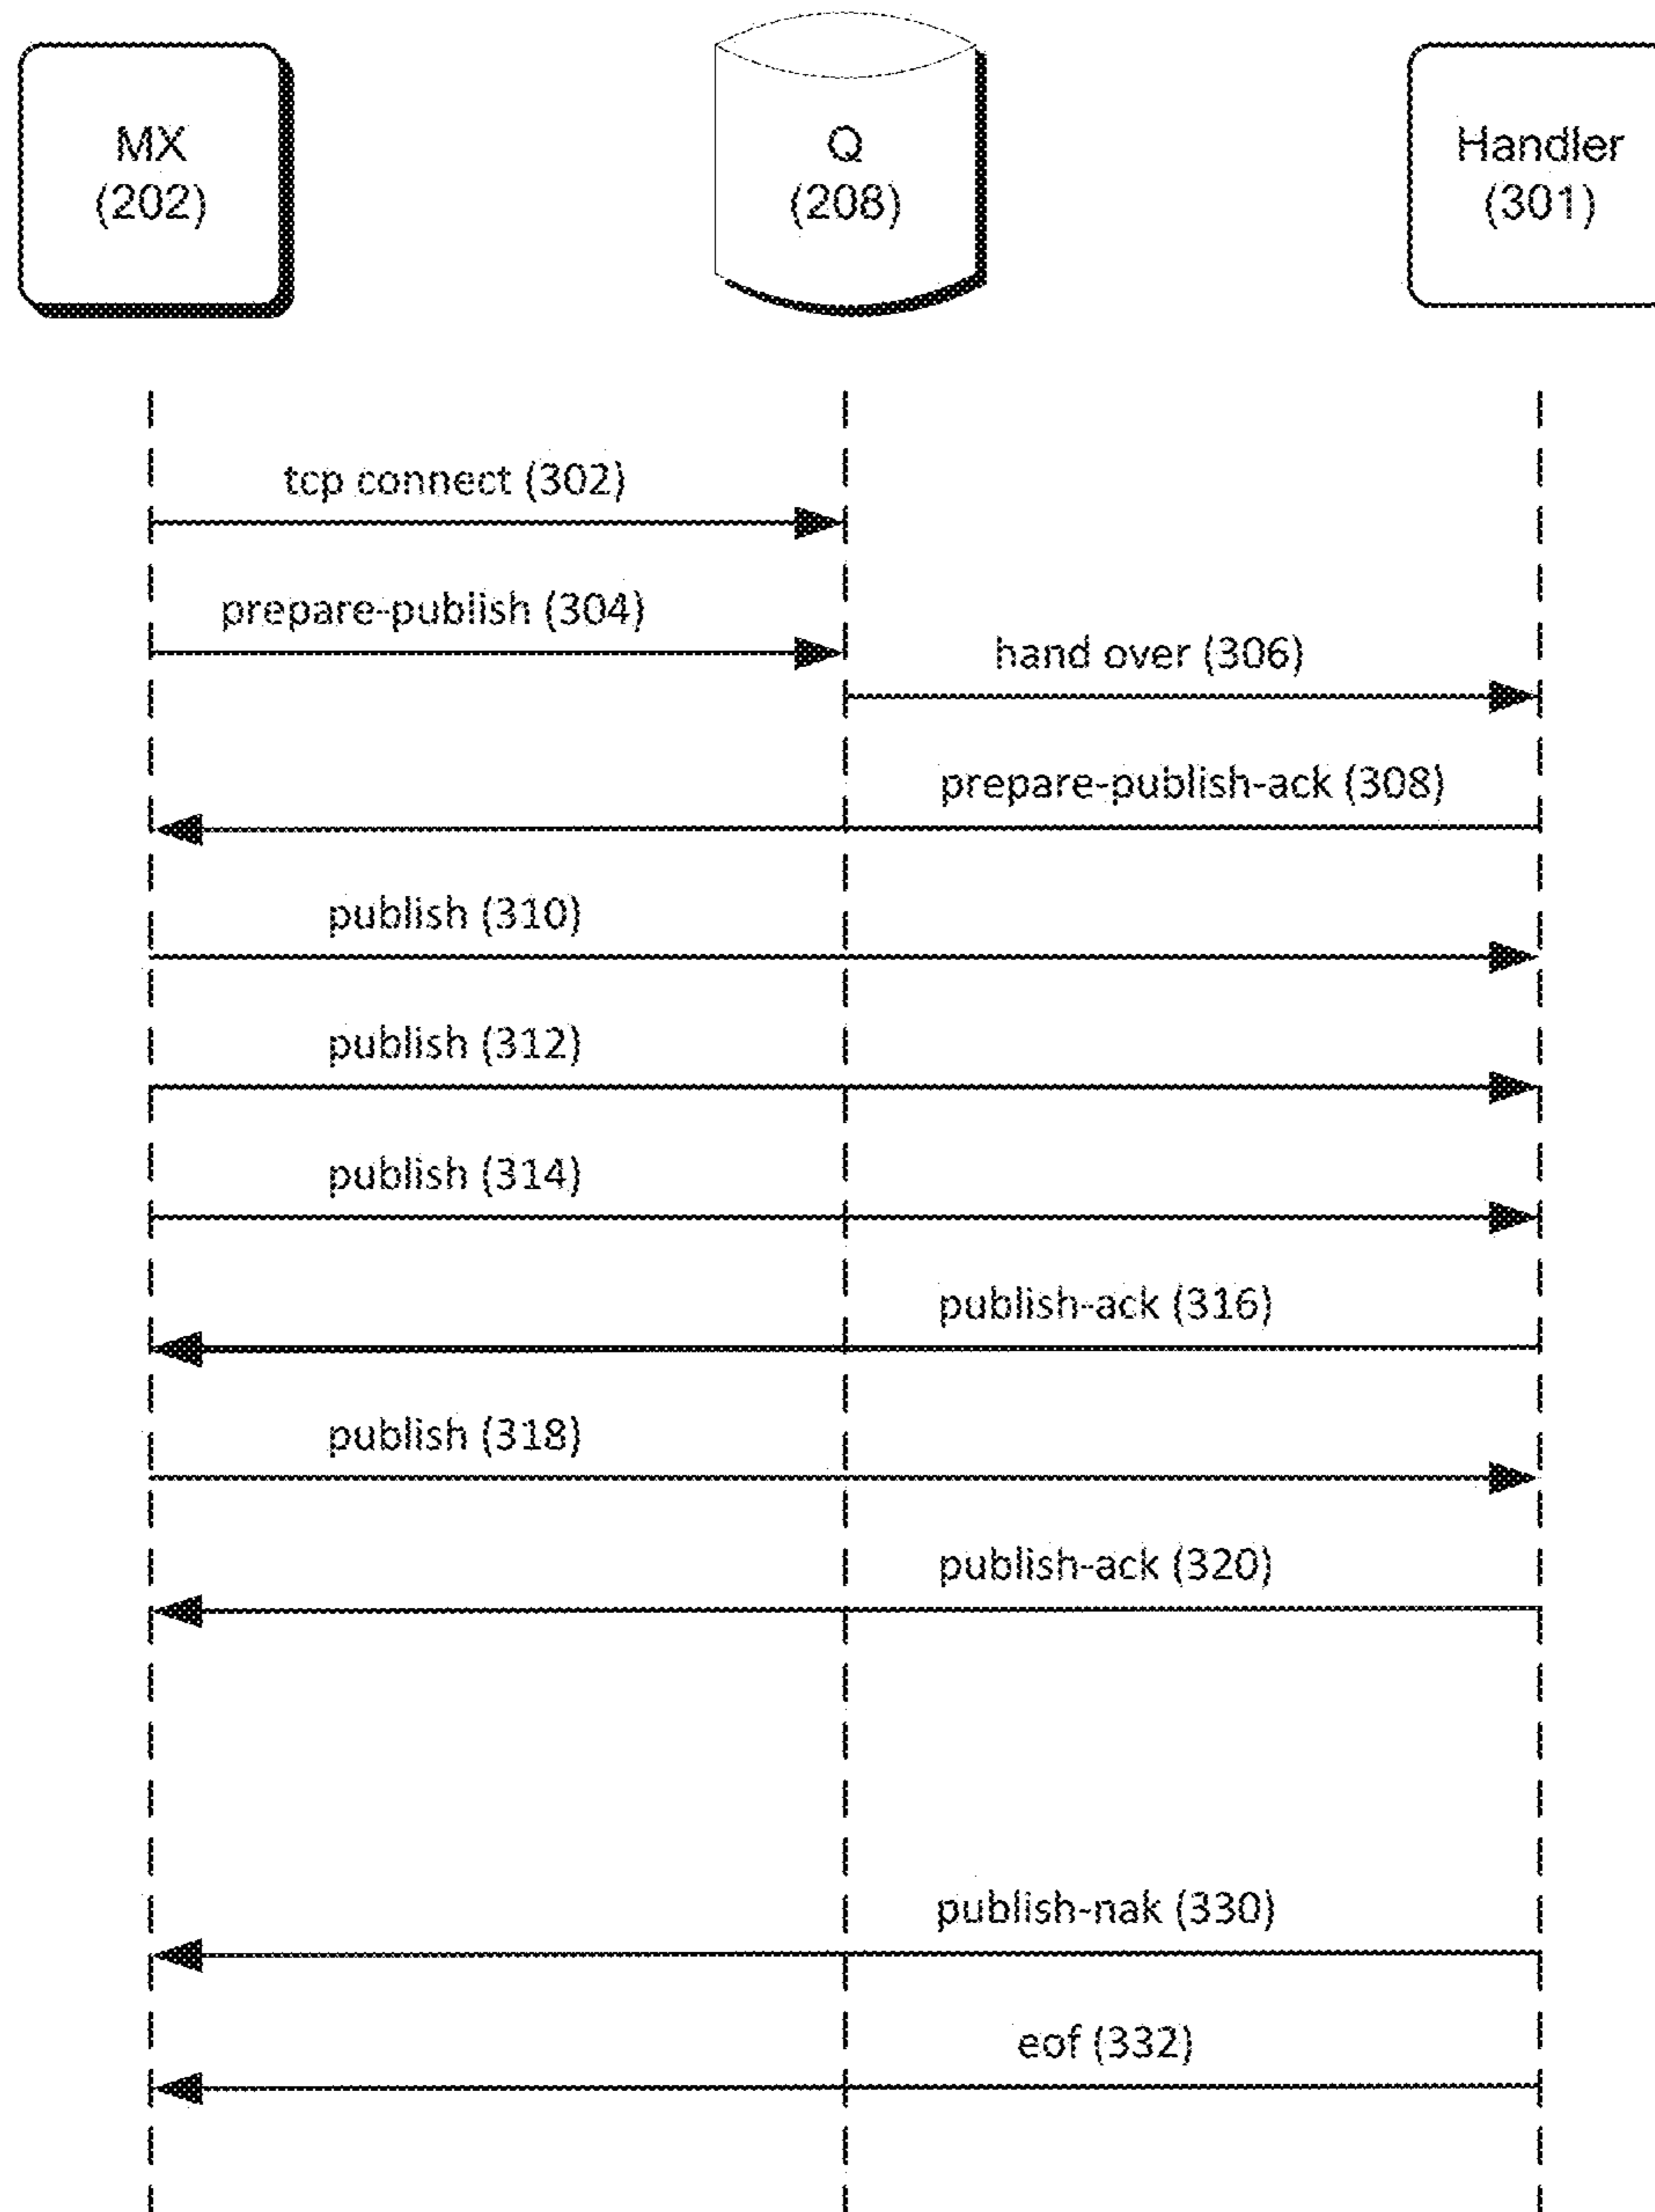 MX
(202)
Q
(208)
Handler
(301)
tcp connect (302)
prepare-publish (304)
hand over (306)
prepare-publish-ack (308)
publish (310)
publish (312)
publish (314)
publish-ack (316)
publish (318)
publish-ack (320)
publish-nak (330)
eof (332)